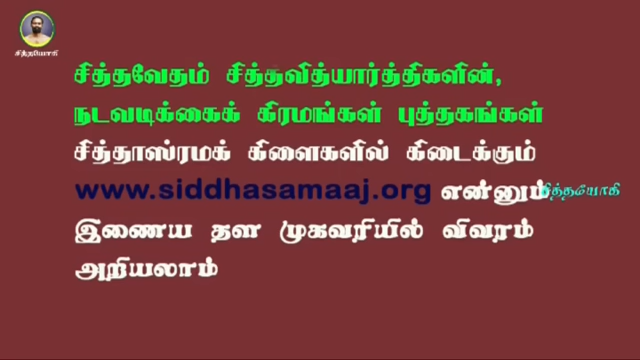 சித்தயோகி
சித்தவேதம் சித்தவித்யார்த்திகளின்,
நடவடிக்கைக் கிரமங்கள் புத்தகங்கள்
சித்தாஸ்ரமக் கிளைகளில் கிடைக்கும்
www.siddhasamaaj.org என்னும் சித்தயோகி
இணைய தள முகவரியில் விவரம்
அறியலாம்